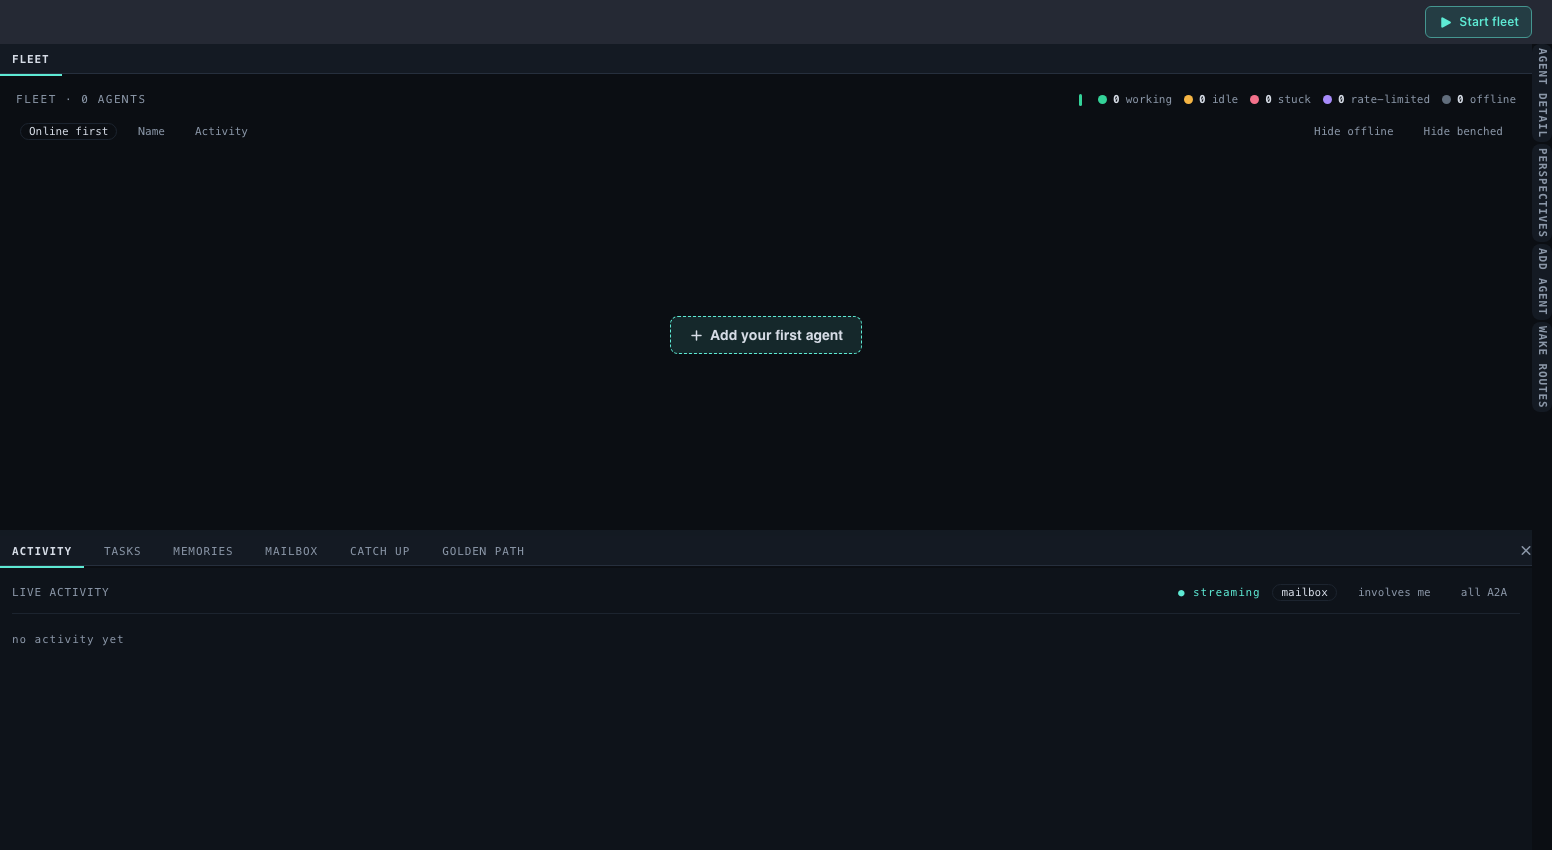 Start fleet
FLEET
FLEET · 0 AGENTS
0 working 0 idle 0 stuck 0 rate-limited 0 offline
Online first Name Activity Hide offline Hide benched
Add your first agent
AGENT DETAIL
PERSPECTIVES
ADD AGENT
WAKE ROUTES
ACTIVITY TASKS MEMORIES MAILBOX CATCH UP GOLDEN PATH
LIVE ACTIVITY streaming mailbox involves me all A2A
no activity yet